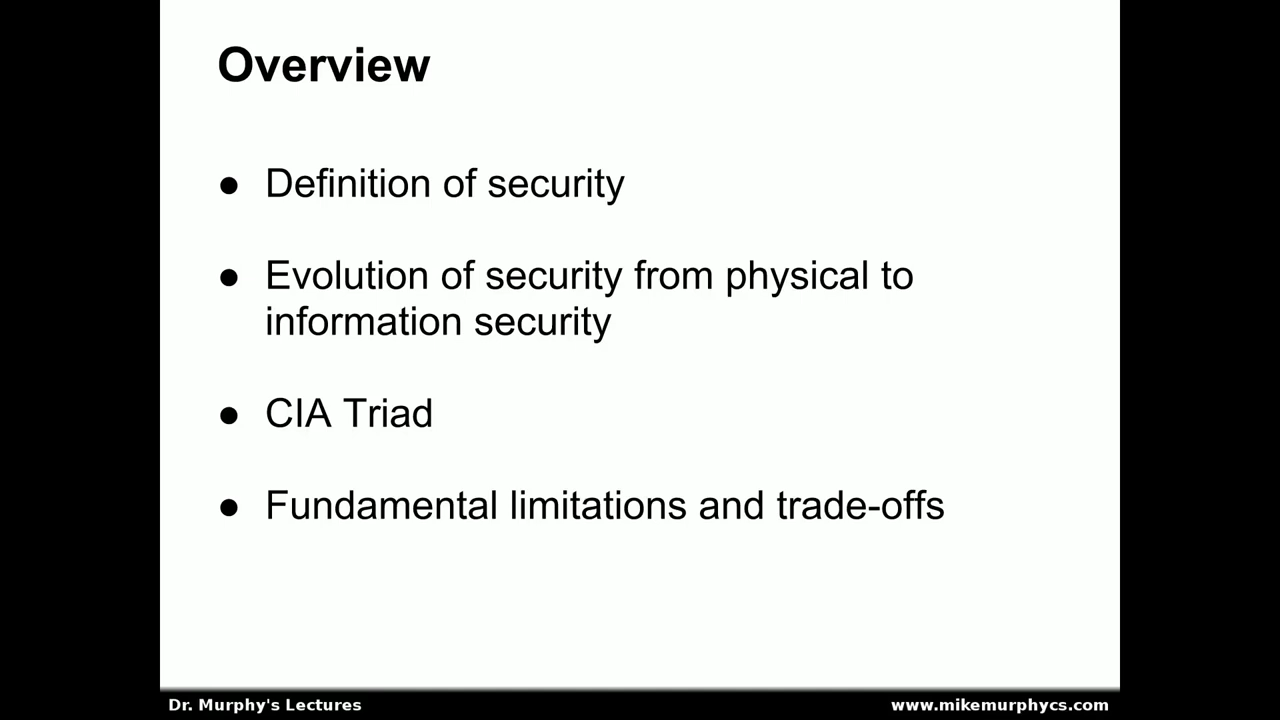 Overview
● Definition of security
● Evolution of security from physical to
information security
● CIA Triad
● Fundamental limitations and trade-offs
Dr. Murphy's Lectures
www.mikemurphycs.com